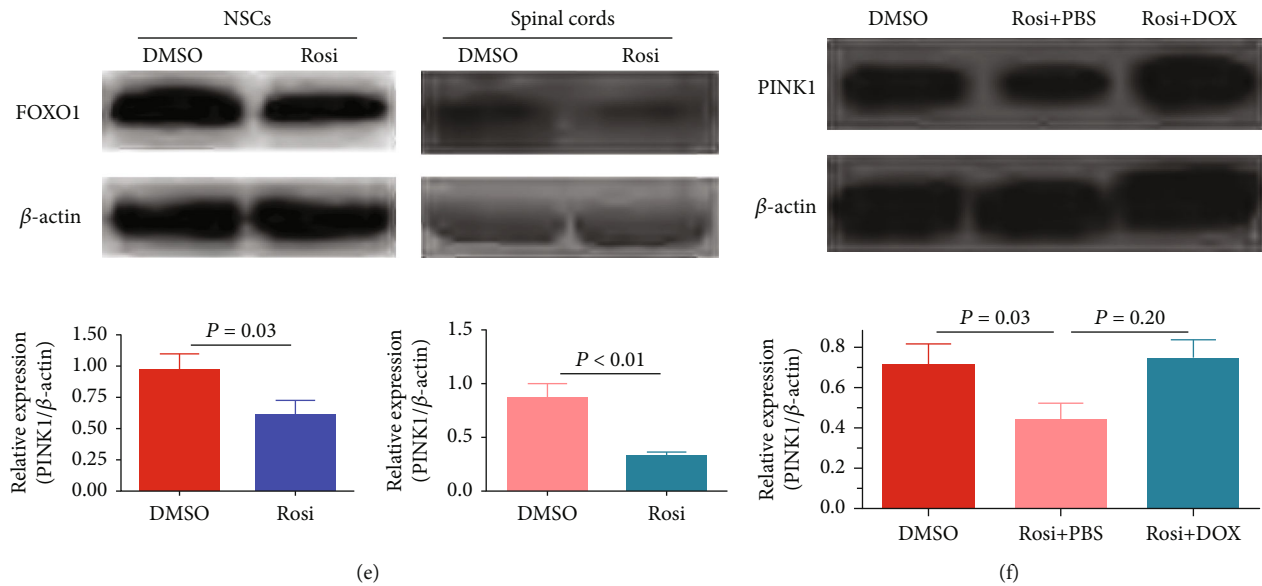 NSCs
Spinal cords
DMSO
Rosi
DMSO
Rosi
FOXO1
β-actin
DMSO
Rosi+PBS
Rosi+DOX
PINK1
β-actin
Relative expression
(PINK1/β-actin)
1.50
1.25
1.00
0.75
0.50
0.25
0.00
P = 0.03
DMSO
Rosi
Relative expression
(PINK1/β-actin)
1.5
1.0
0.5
0.0
P < 0.01
DMSO
Rosi
(e)
Relative expression
(PINK1/β-actin)
0.8
0.6
0.4
0.2
0.0
P = 0.03
P = 0.20
DMSO
Rosi+PBS
Rosi+DOX
(f)